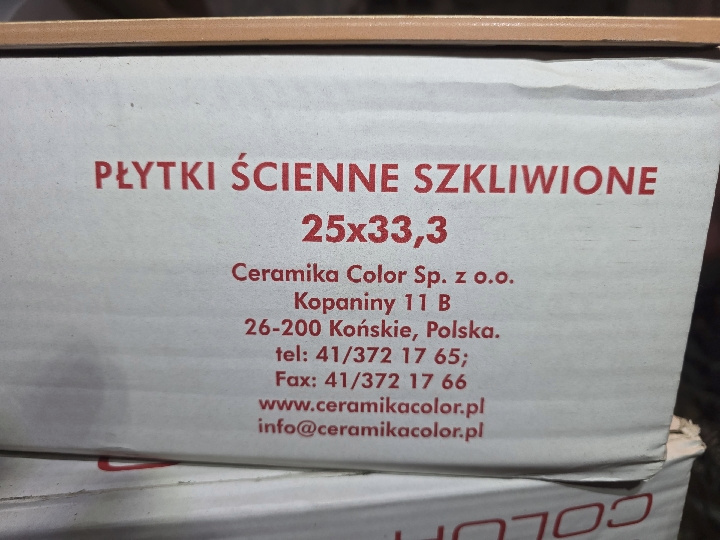 PŁYTKI ŚCIENNE SZKLIWIONE
25x33,3
Ceramika Color Sp. z o.o.
Kopaniny 11 B
26-200 Końskie, Polska.
tel: 41/372 17 65;
Fax: 41/372 17 66
www.ceramikacolor.pl
info@ceramikacolor.pl
COLOR